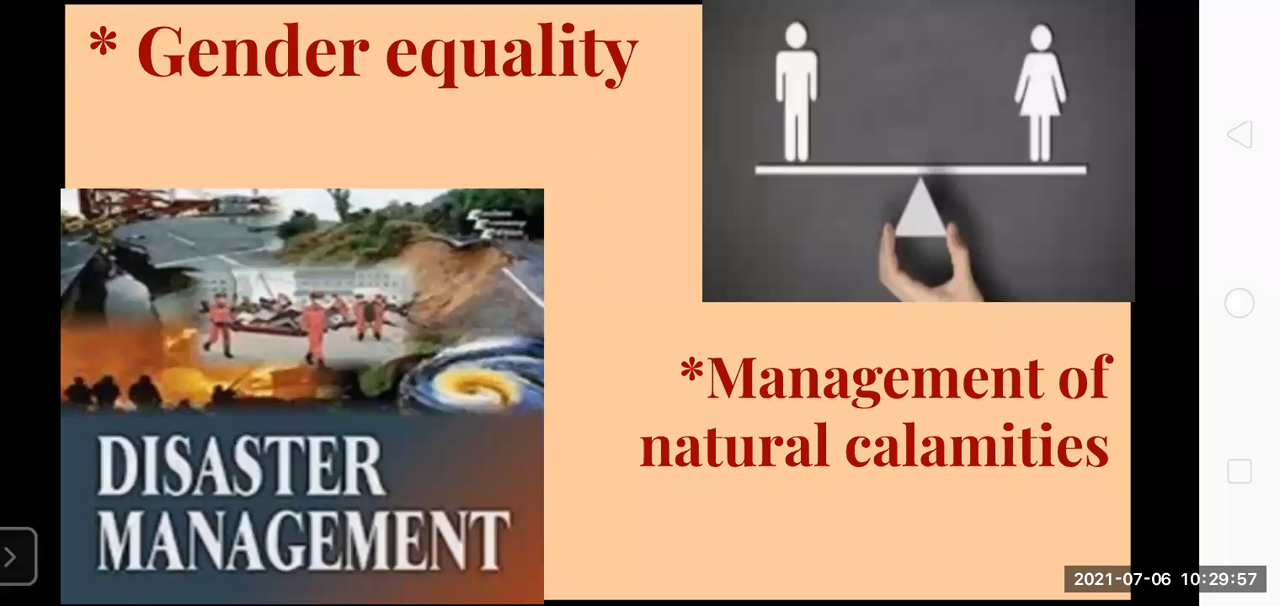 * Gender equality
*Management of
natural calamities
DISASTER
MANAGEMENT
2021-07-06 10:29:57